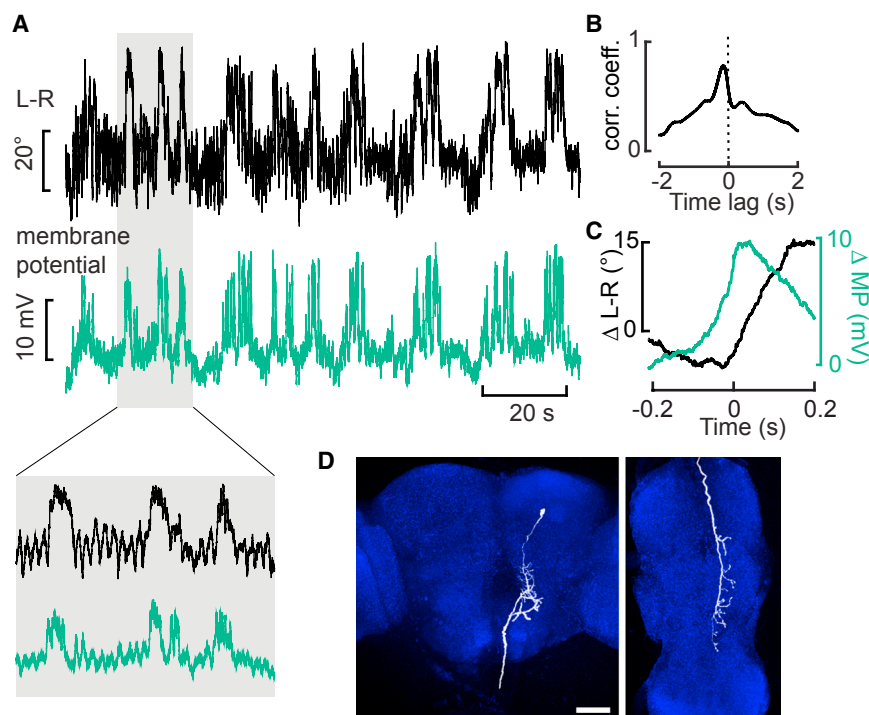 A
L-R
20°
membrane
potential
10 mV
20 s
B
corr. coeff.
1
0
-2 0 2
Time lag (s)
C
Δ L-R (°)
15
0
10
0
Δ MP (mV)
-0.2 0 0.2
Time (s)
D